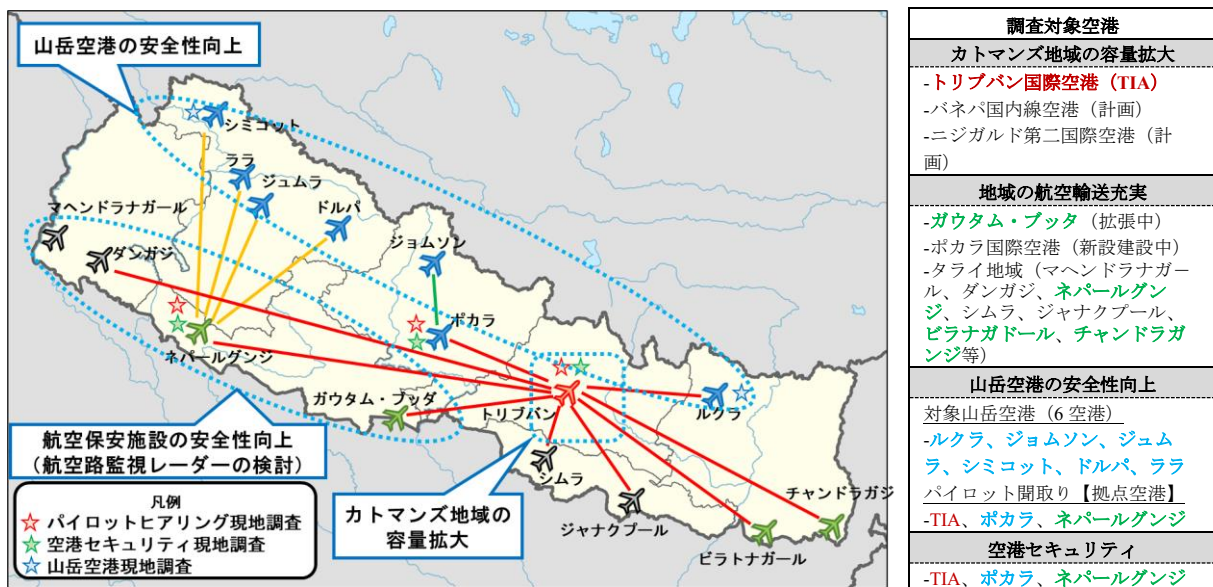 山岳空港の安全性向上
シミコット
ララ
ジュムラ
マヘンドラナガール
ドルパ
ダンガジ
ジョムソン
ポカラ
ネパールグンジ
ガウタム・ブッダ
トリブバン
ルクラ
航空保安施設の安全性向上
(航空路監視レーダーの検討)
シムラ
チャンドラガジ
凡例
パイロットヒアリング現地調査
空港セキュリティ現地調査
山岳空港現地調査
カトマンズ地域の
容量拡大
ジャナクプール
ビラトナガール
調査対象空港
カトマンズ地域の容量拡大
-トリブバン国際空港（TIA）
-バネパ国内線空港（計画）
-ニジガルド第二国際空港（計
画）
地域の航空輸送充実
-ガウタム・ブッタ（拡張中）
-ポカラ国際空港（新設建設中）
-タライ地域（マヘンドラナガー
ル、ダンガジ、ネパールグン
ジ、シムラ、ジャナクプール、
ビラナガドール、チャンドラガ
ンジ等）
山岳空港の安全性向上
対象山岳空港（6 空港）
-ルクラ、ジョムソン、ジュム
ラ、シミコット、ドルパ、ララ
パイロット聞取り【拠点空港】
-TIA、ポカラ、ネパールグンジ
空港セキュリティ
-TIA、ポカラ、ネパールグンジ